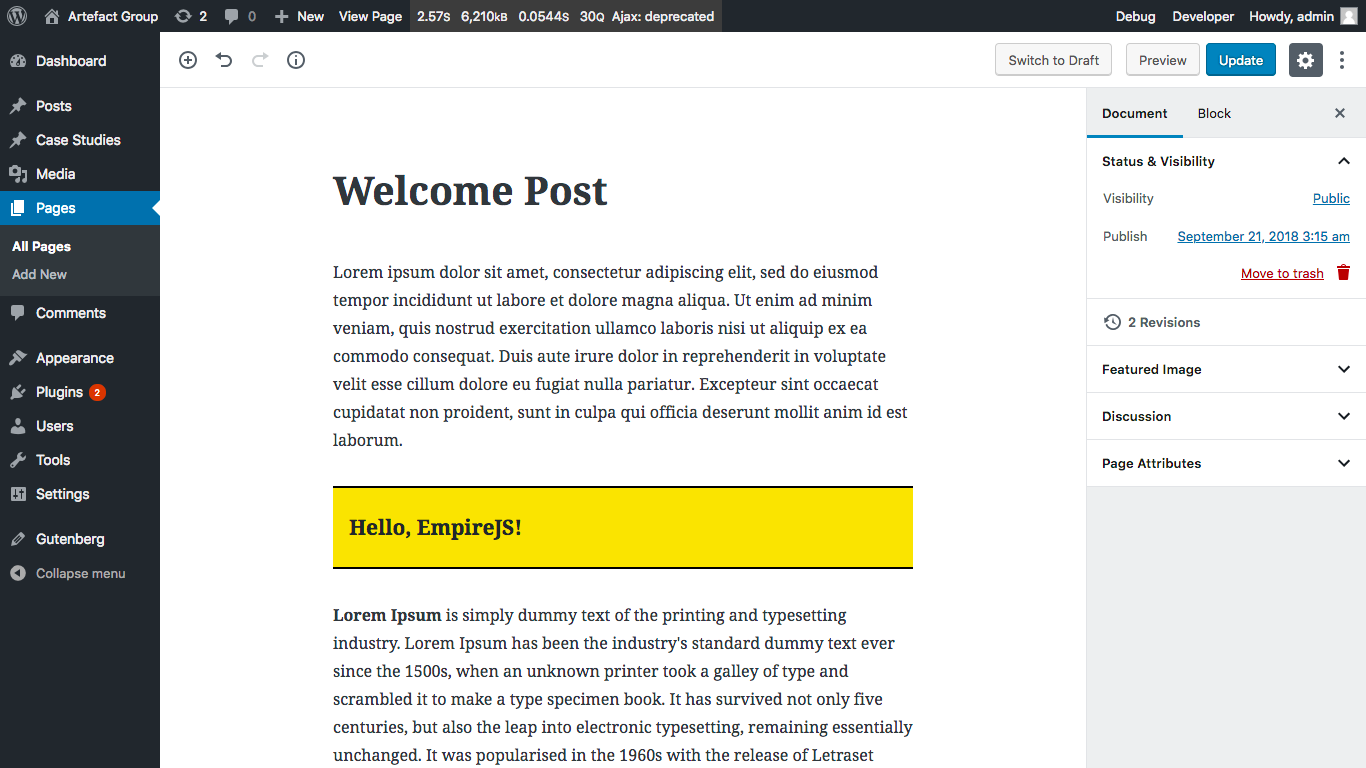 Artefact Group 2 0 New View Page 2.57s 6,210kB 0.0544s 30Q Ajax: deprecated Debug Developer Howdy, admin
Dashboard
Posts
Case Studies
Media
Pages
All Pages
Add New
Comments
Appearance
Plugins 2
Users
Tools
Settings
Gutenberg
Collapse menu
Switch to Draft Preview Update
Welcome Post
Lorem ipsum dolor sit amet, consectetur adipiscing elit, sed do eiusmod
tempor incididunt ut labore et dolore magna aliqua. Ut enim ad minim
veniam, quis nostrud exercitation ullamco laboris nisi ut aliquip ex ea
commodo consequat. Duis aute irure dolor in reprehenderit in voluptate
velit esse cillum dolore eu fugiat nulla pariatur. Excepteur sint occaecat
cupidatat non proident, sunt in culpa qui officia deserunt mollit anim id est
laborum.
Hello, EmpireJS!
Lorem Ipsum is simply dummy text of the printing and typesetting
industry. Lorem Ipsum has been the industry's standard dummy text ever
since the 1500s, when an unknown printer took a galley of type and
scrambled it to make a type specimen book. It has survived not only five
centuries, but also the leap into electronic typesetting, remaining essentially
unchanged. It was popularised in the 1960s with the release of Letraset
Document Block
Status & Visibility
Visibility Public
Publish September 21, 2018 3:15 am
Move to trash
2 Revisions
Featured Image
Discussion
Page Attributes